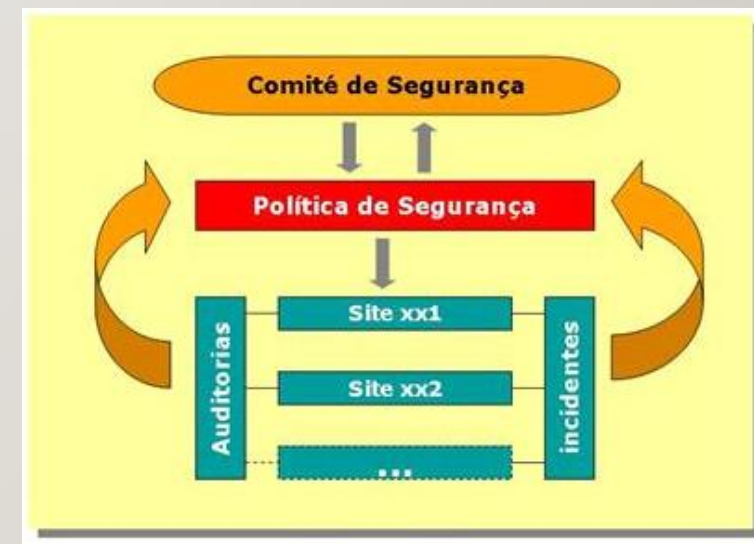 Comité de Segurança
Política de Segurança
Auditorias
Site xx1
Site xx2
...
incidentes